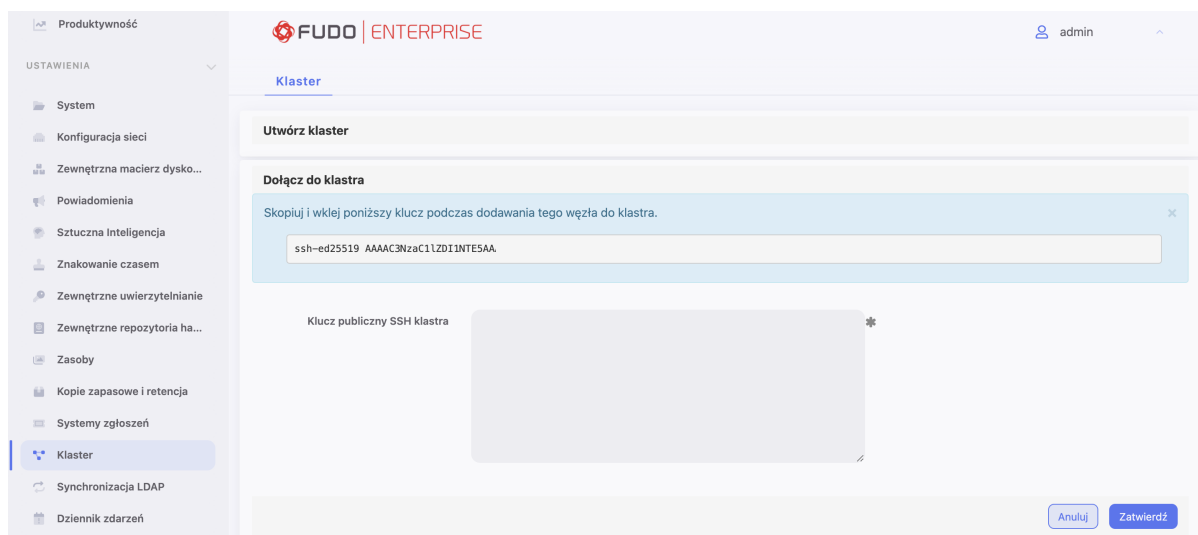 Produktywność
FUDO ENTERPRISE
admin
USTAWIENIA
Klaster
System
Konfiguracja sieci
Zewnętrzna macierz dysko...
Powiadomienia
Sztuczna Inteligencja
Znakowanie czasem
Zewnętrzne uwierzytelnianie
Zewnętrzne repozytoria ha...
Zasoby
Kopie zapasowe i retencja
Systemy zgłoszeń
Klaster
Synchronizacja LDAP
Dziennik zdarzeń
Utwórz klaster
Dołącz do klastra
Skopiuj i wklej poniższy klucz podczas dodawania tego węzła do klastra.
ssh-ed25519 AAAAC3NzaC1lZDI1NTE5AA
Klucz publiczny SSH klastra
Anuluj
Zatwierdź